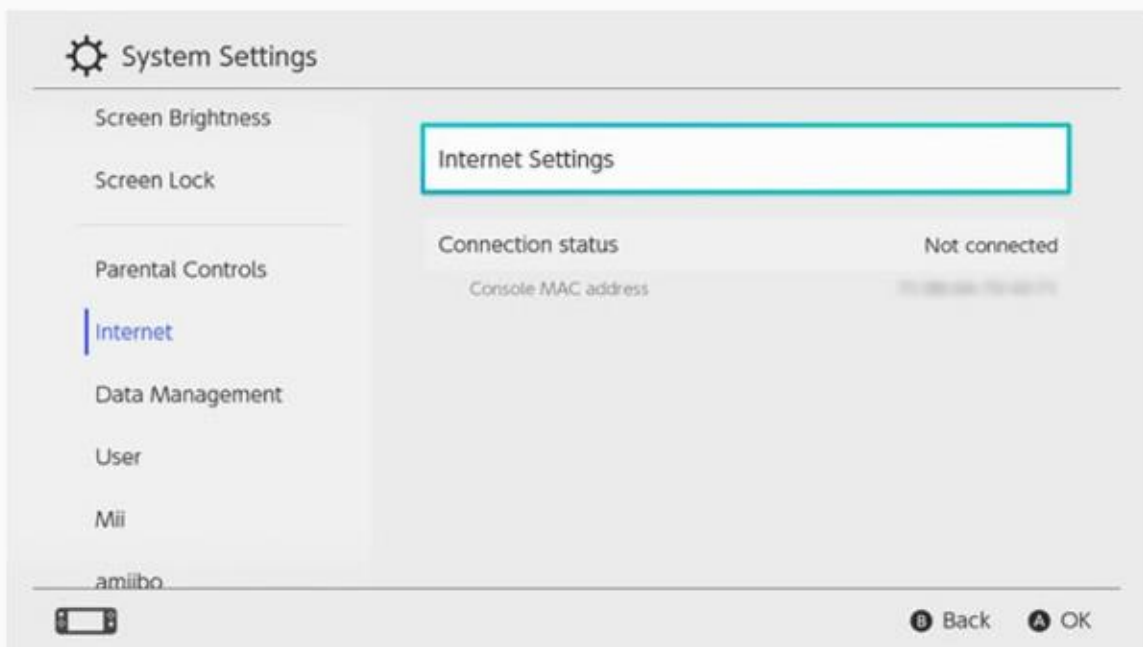 System Settings
Screen Brightness
Screen Lock
Parental Controls
Internet
Data Management
User
Mii
amiibo
Internet Settings
Connection status Not connected
Console MAC address
B Back A OK